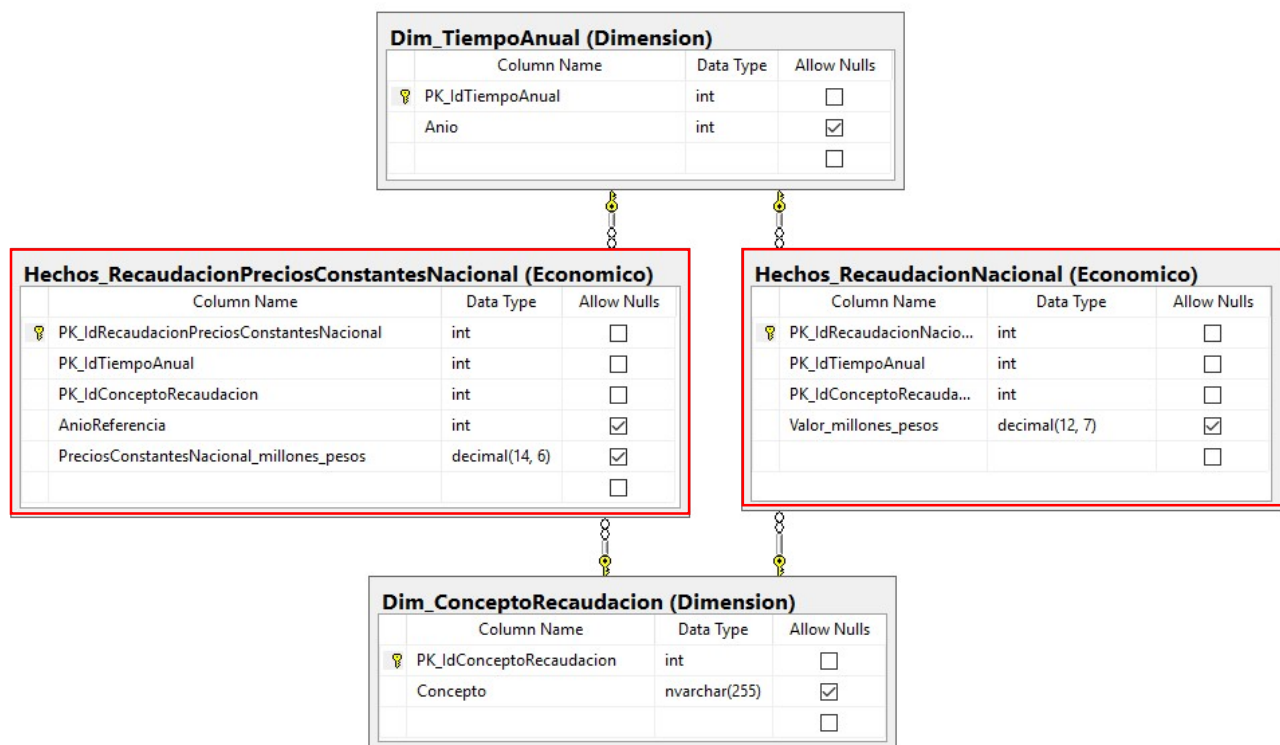 Dim_TiempoAnual (Dimension)
Column Name Data Type Allow Nulls
PK_IdTiempoAnual int
Anio int
Hechos_RecaudacionPreciosConstantesNacional (Economico)
Column Name Data Type Allow Nulls
PK_IdRecaudacionPreciosConstantesNacional int
PK_IdTiempoAnual int
PK_IdConceptoRecaudacion int
AnioReferencia int
PreciosConstantesNacional_millones_pesos decimal(14, 6)
Hechos_RecaudacionNacional (Economico)
Column Name Data Type Allow Nulls
PK_IdRecaudacionNacio... int
PK_IdTiempoAnual int
PK_IdConceptoRecauda... int
Valor_millones_pesos decimal(12, 7)
Dim_ConceptoRecaudacion (Dimension)
Column Name Data Type Allow Nulls
PK_IdConceptoRecaudacion int
Concepto nvarchar(255)